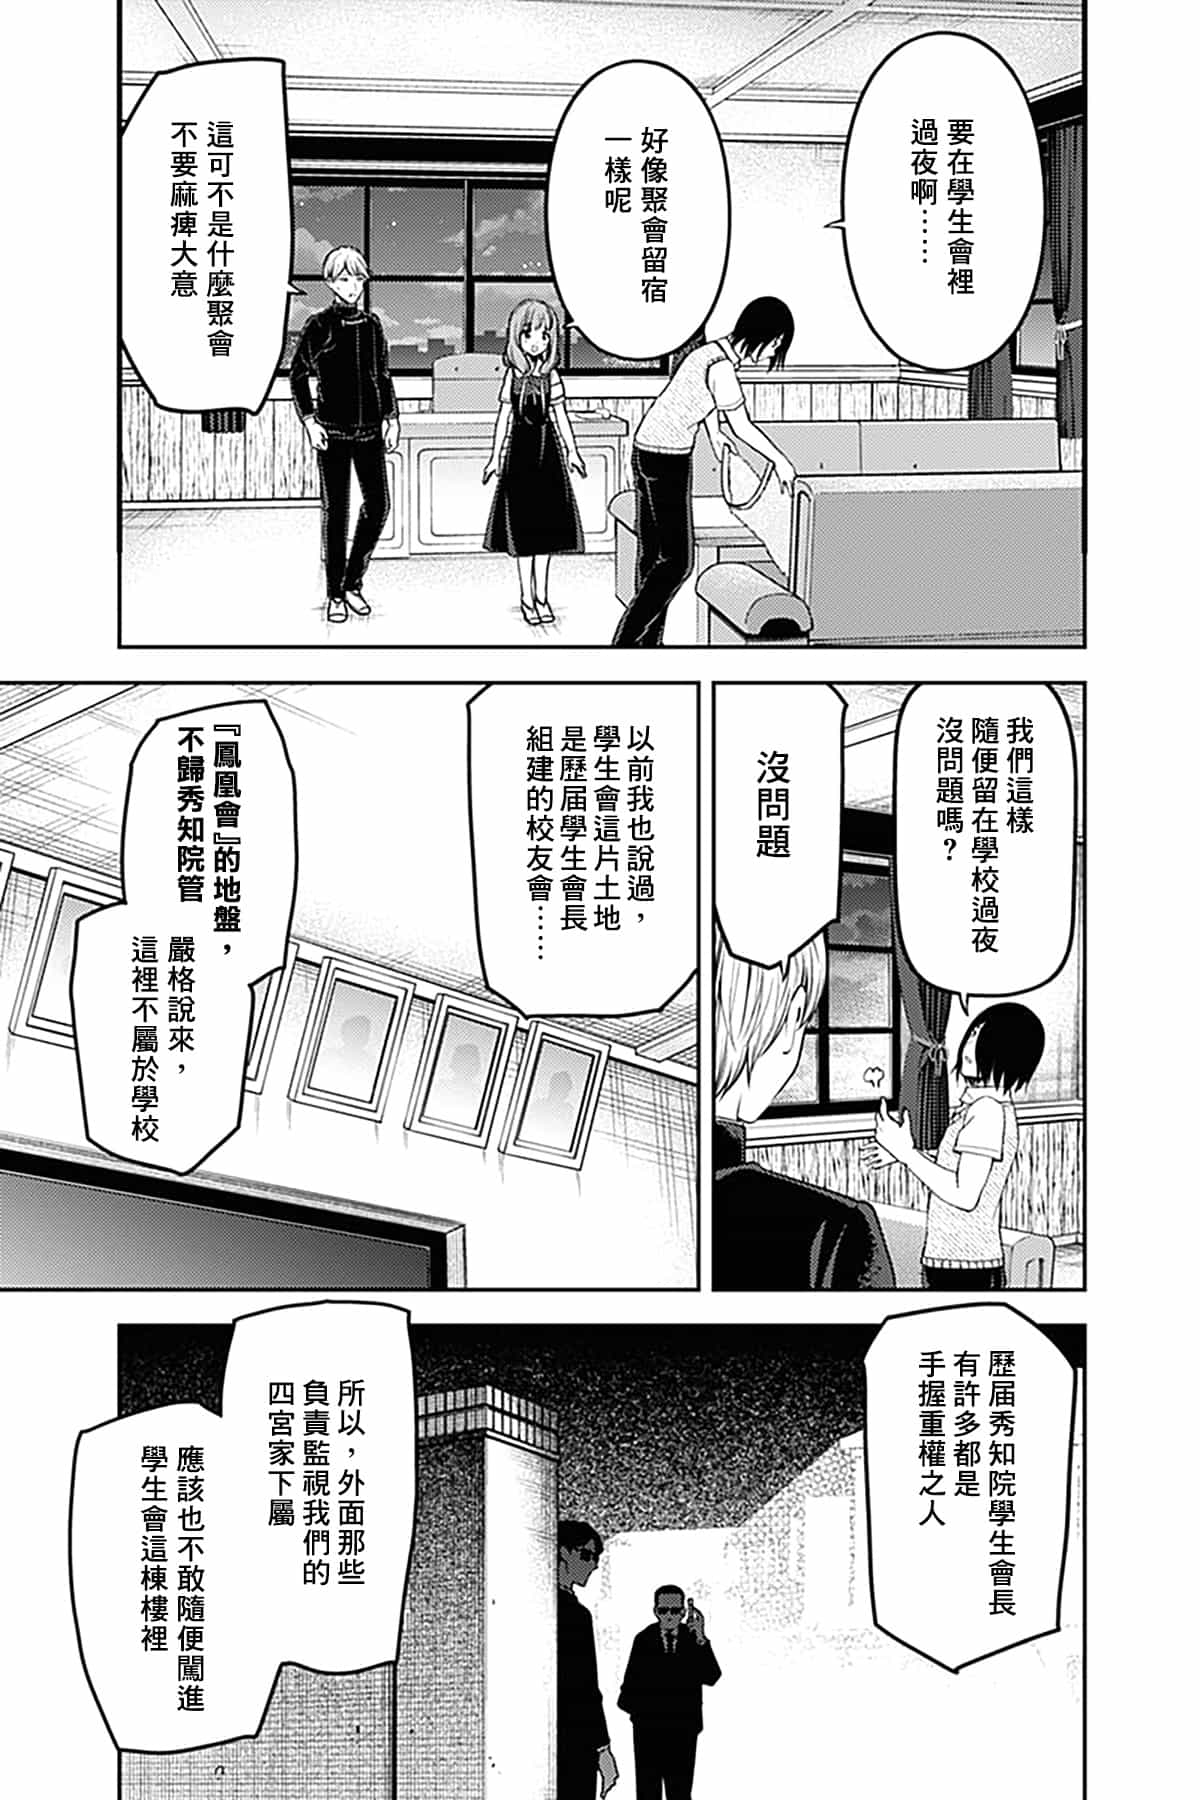 要在學生會裡
過夜啊……
好像聚會留宿
一樣呢
這可不是什麼聚會
不要麻痺大意
我們這樣
隨便留在學校過夜
沒問題嗎？
沒問題
以前我也說過，
學生會這片土地
是歷屆學生會長
組建的校友會……
『鳳凰會』的地盤，
不歸秀知院管
嚴格說來，
這裡不屬於學校
歷屆秀知院學生會長
有許多都是
手握重權之人
所以，外面那些
負責監視我們的
四宮家下屬
應該也不敢隨便闖進
學生會這棟樓裡